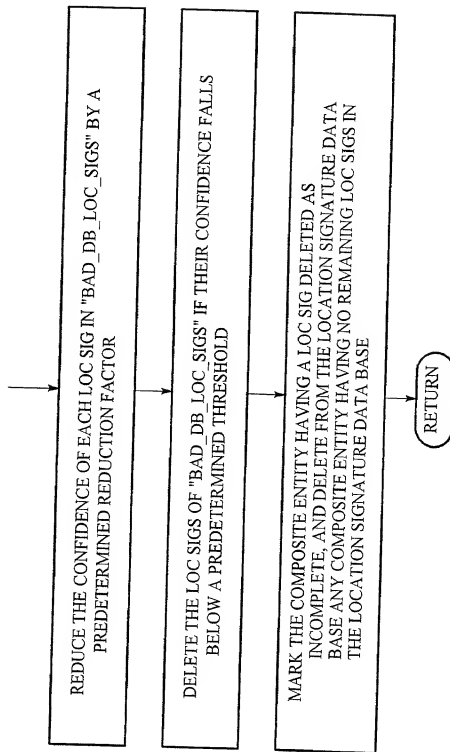 REDUCE THE CONFIDENCE OF EACH LOC SIG IN "BAD_DB_LOC_SIGS" BY A
PREDETERMINED REDUCTION FACTOR
DELETE THE LOC SIGS OF "BAD_DB_LOC_SIGS" IF THEIR CONFIDENCE FALLS
BELOW A PREDETERMINED THRESHOLD
MARK THE COMPOSITE ENTITY HAVING A LOC SIG DELETED AS
INCOMPLETE, AND DELETE FROM THE LOCATION SIGNATURE DATA
BASE ANY COMPOSITE ENTITY HAVING NO REMAINING LOC SIGS IN
THE LOCATION SIGNATURE DATA BASE
RETURN